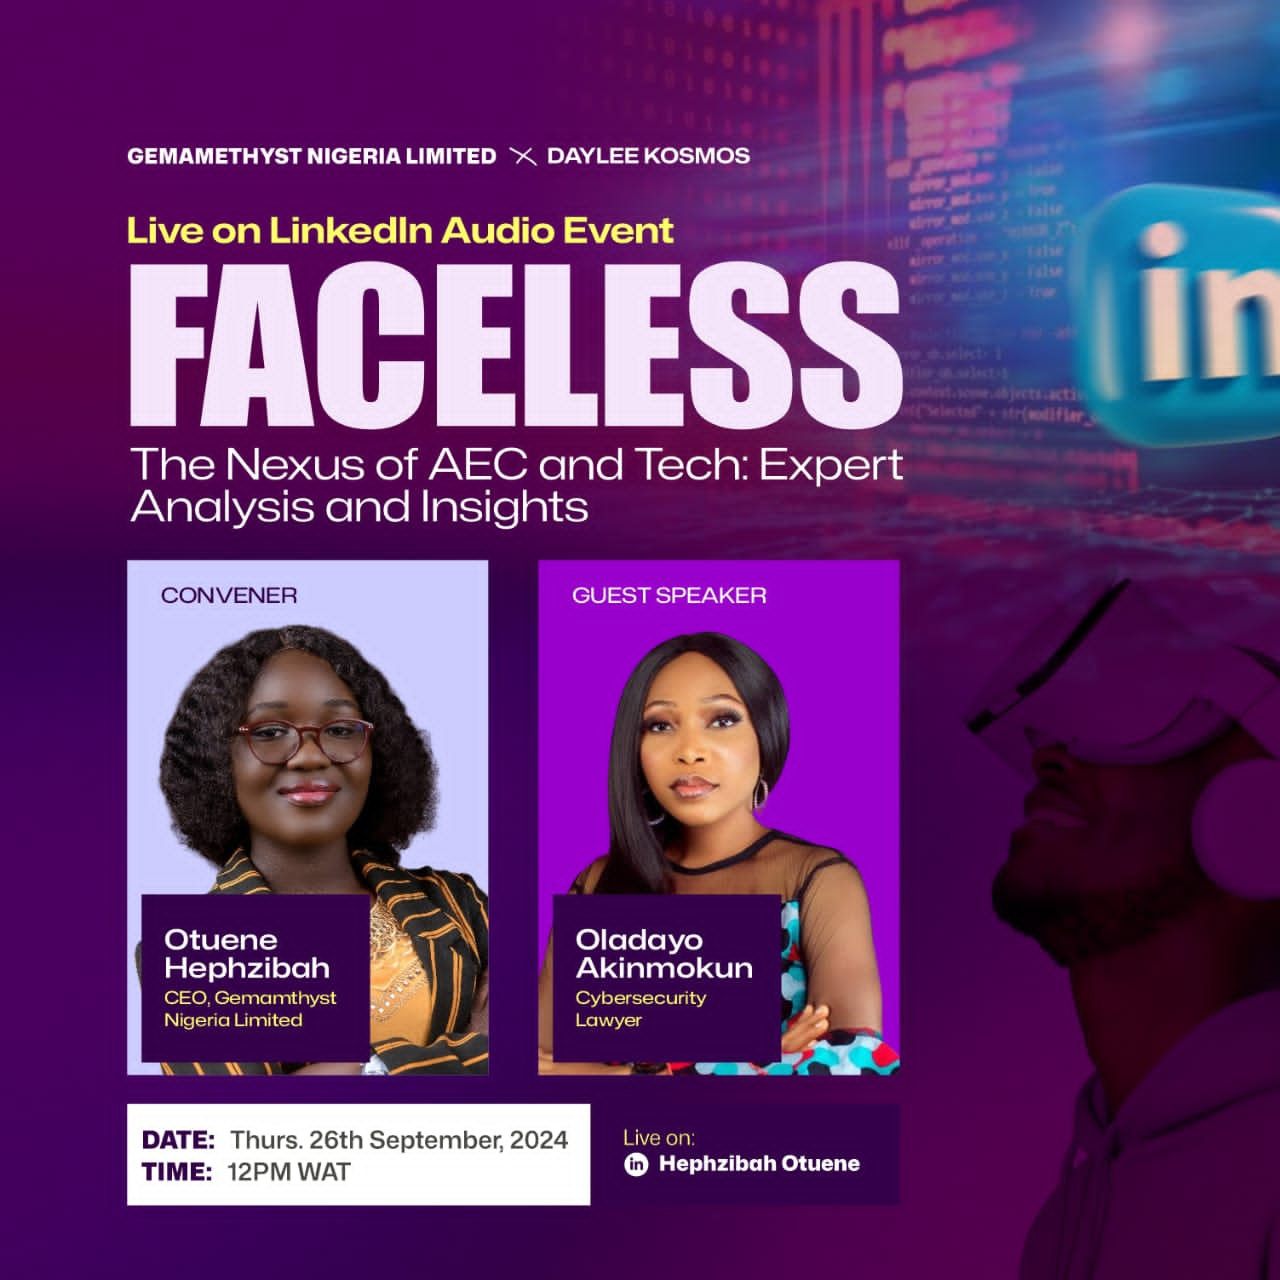 GEMAMETHYST NIGERIA LIMITED X DAYLEE KOSMOS
Live on LinkedIn Audio Event
FACELESS
The Nexus of AEC and Tech: Expert
Analysis and Insights
in
CONVENER
Otuene
Hephzibah
CEO, Gemamthyst
Nigeria Limited
GUEST SPEAKER
Oladayo
Akinmokun
Cybersecurity
Lawyer
DATE: Thurs. 26th September, 2024
TIME: 12PM WAT
Live on:
in Hephzibah Otuene